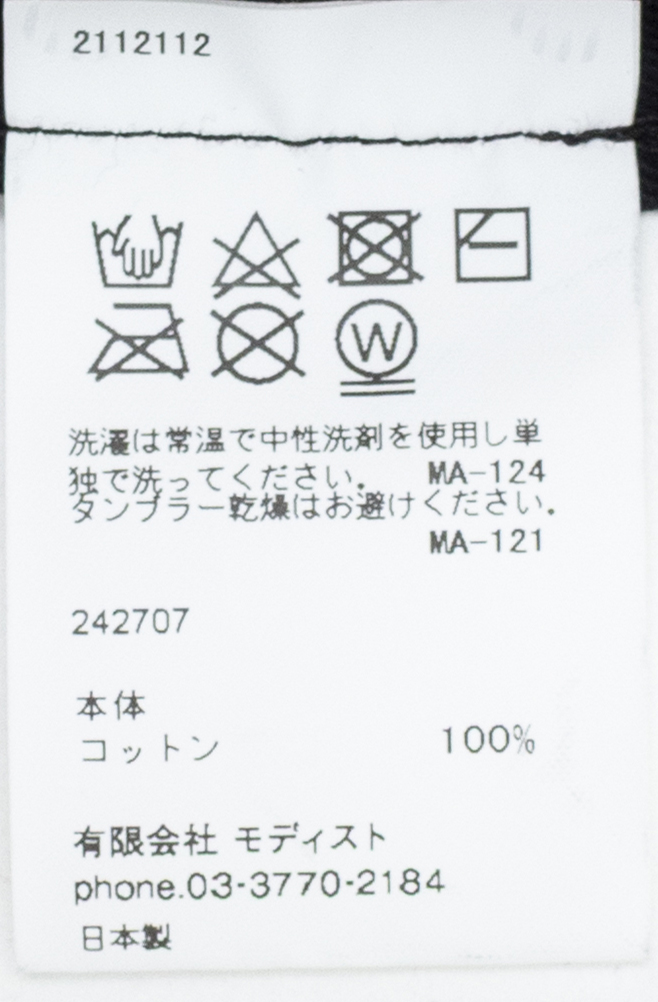 2112112
W
洗濯は常温で中性洗剤を使用し単
独で洗ってください。 MA-124
タンブラー乾燥はお避けください。
MA-121
242707
本体
コットン 100%
有限会社 モディスト
phone.03-3770-2184
日本製